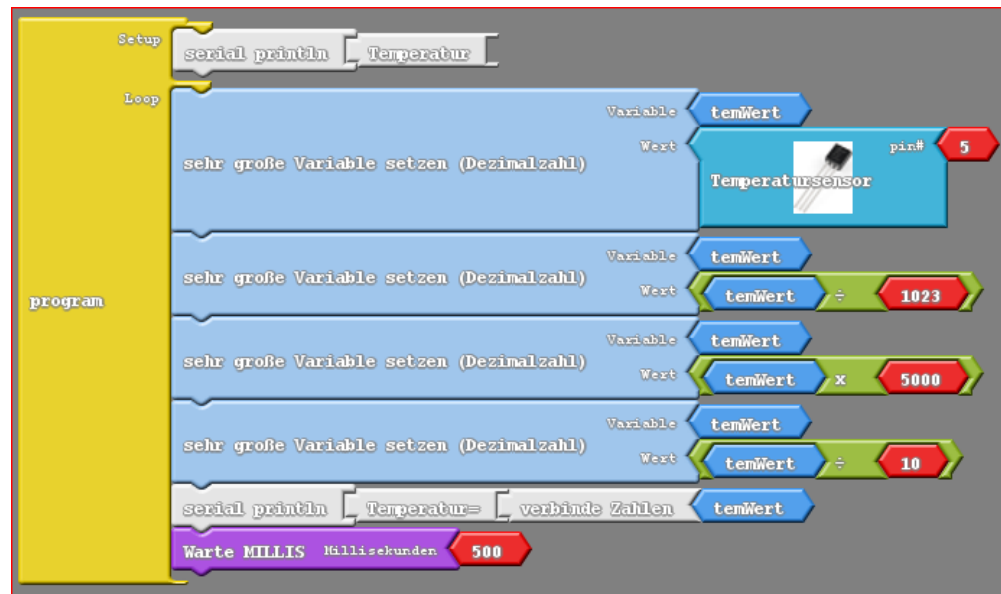 Setup
serial println Temperatur
Loop
Variable temWert
sehr große Variable setzen (Dezimalzahl) Wert Temperatursensor pin# 5
Variable temWert
sehr große Variable setzen (Dezimalzahl) Wert temWert ÷ 1023
program
Variable temWert
sehr große Variable setzen (Dezimalzahl) Wert temWert x 5000
Variable temWert
sehr große Variable setzen (Dezimalzahl) Wert temWert ÷ 10
serial println Temperatur= verbinde Zahlen temWert
Warte MILLIS Millisekunden 500